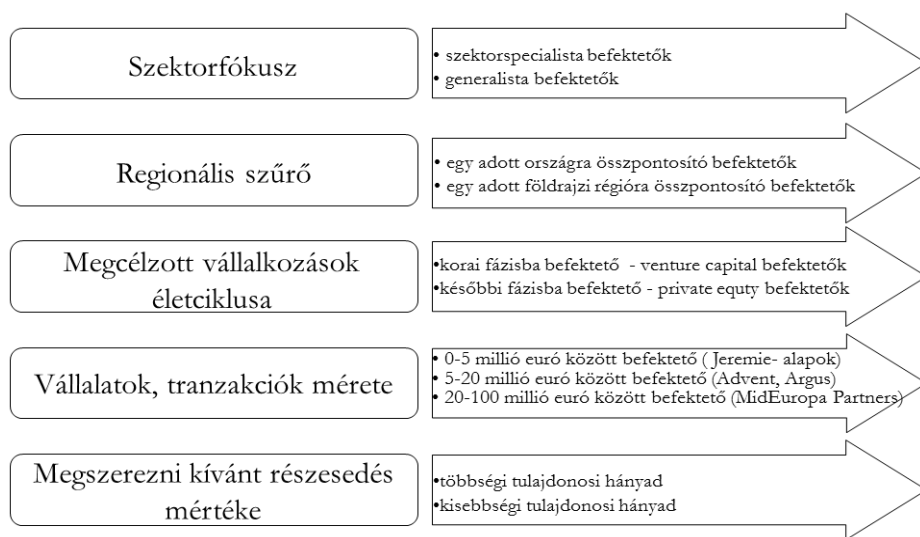 Szektorfókusz
• szektorspecialista befektetők
• generalista befektetők
Regionális szűrő
• egy adott országra összpontosító befektetők
• egy adott földrajzi régióra összpontosító befektetők
Megcélzott vállalkozások
életciklusa
•korai fázisba befektető - venture capital befektetők
•későbbi fázisba befektető - private equty befektetők
Vállalatok, tranzakciók mérete
• 0-5 millió euró között befektető ( Jeremie- alapok)
• 5-20 millió euró között befektető (Advent, Argus)
• 20-100 millió euró között befektető (MidEuropa Partners)
Megszerezni kívánt részesedés
mértéke
•többségi tulajdonosi hányad
•kisebbségi tulajdonosi hányad